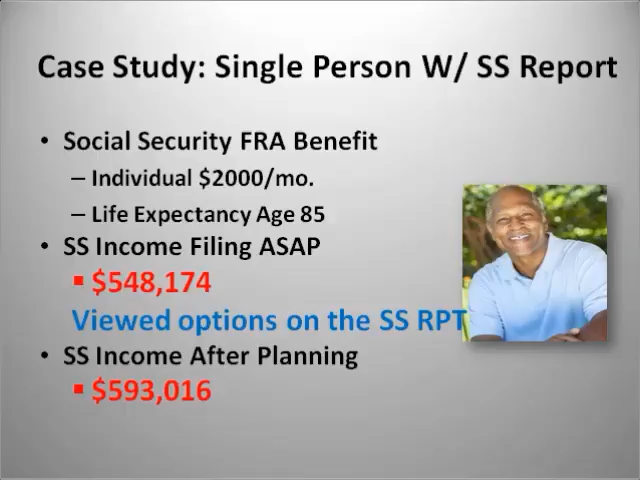 Case Study: Single Person W/ SS Report
• Social Security FRA Benefit
– Individual $2000/mo.
– Life Expectancy Age 85
• SS Income Filing ASAP
▪ $548,174
Viewed options on the SS RPT
• SS Income After Planning
▪ $593,016